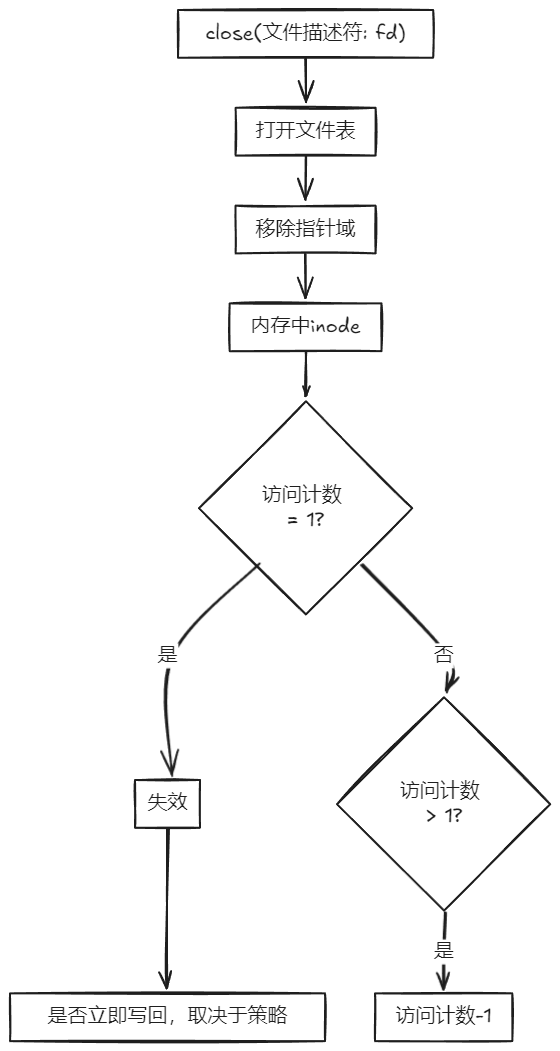 close(文件描述符: fd)
打开文件表
移除指针域
内存中inode
访问计数
= 1?
是
否
访问计数
> 1?
失效
是
是否立即写回，取决于策略
访问计数-1